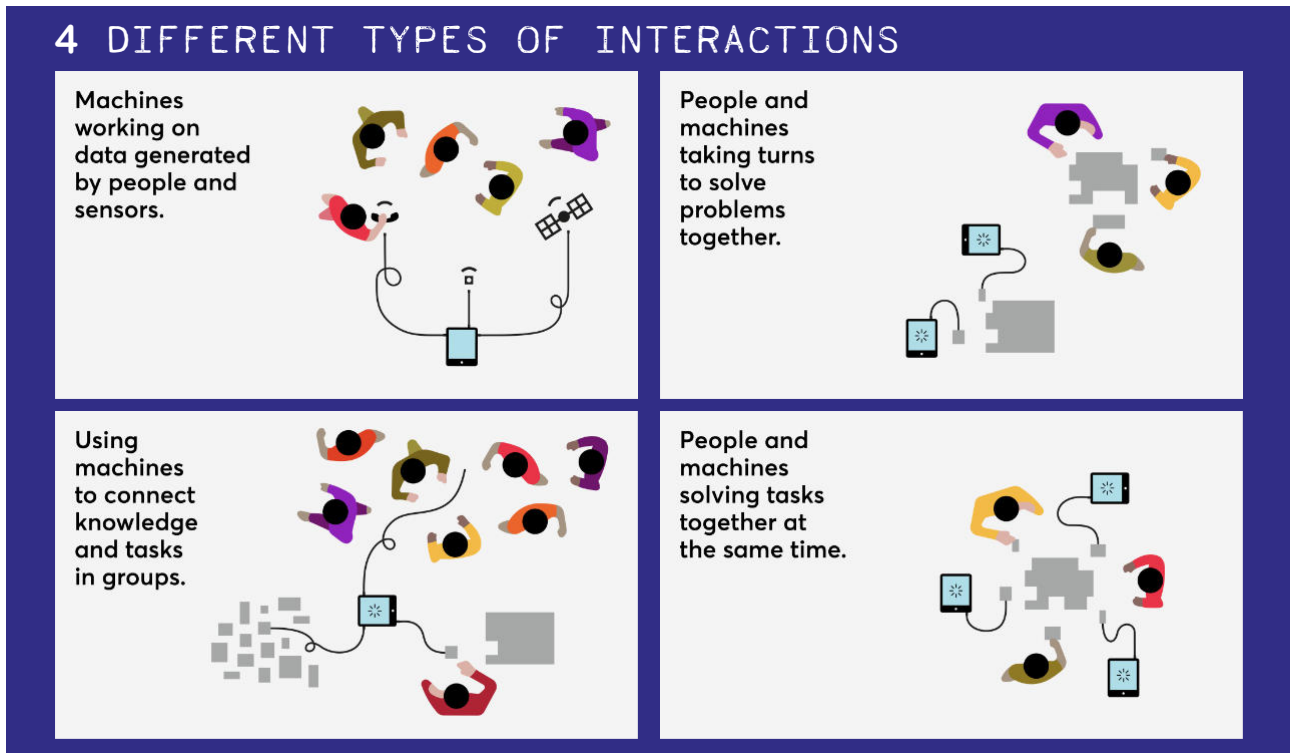 4 DIFFERENT TYPES OF INTERACTIONS
Machines
working on
data generated
by people and
sensors.
People and
machines
taking turns
to solve
problems
together.
Using
machines
to connect
knowledge
and tasks
in groups.
People and
machines
solving tasks
together at
the same time.